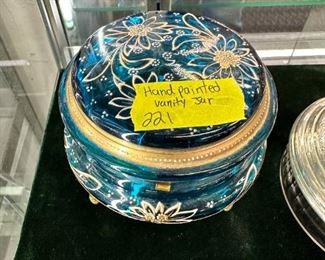 Hand painted
vanity Jar
221